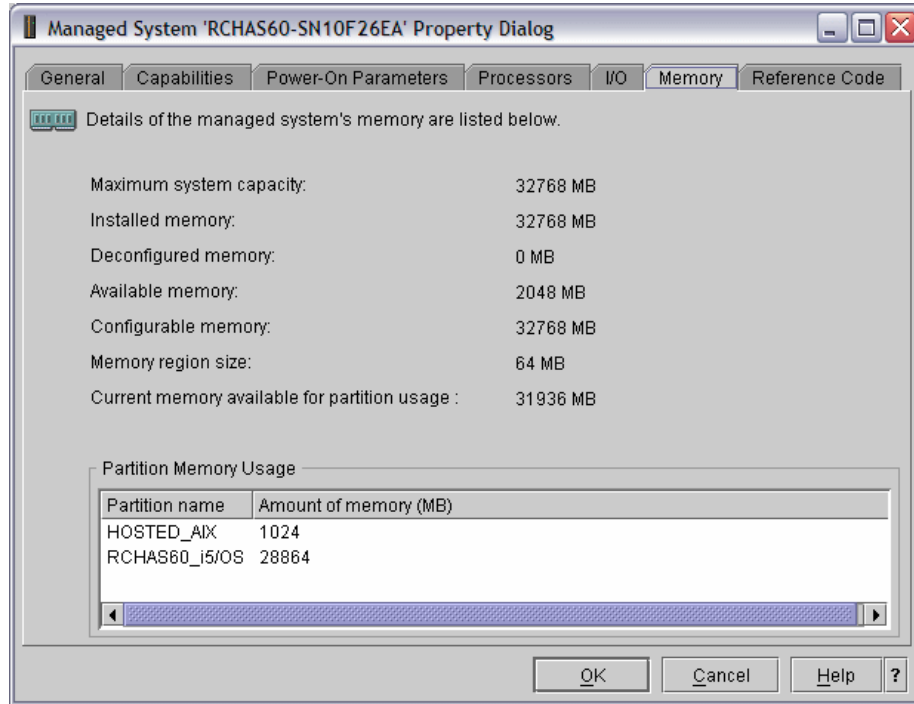 Managed System 'RCHAS60-SN10F26EA' Property Dialog
General Capabilities Power-On Parameters Processors I/O Memory Reference Code
Details of the managed system's memory are listed below.
Maximum system capacity: 32768 MB
Installed memory: 32768 MB
Deconfigured memory: 0 MB
Available memory: 2048 MB
Configurable memory: 32768 MB
Memory region size: 64 MB
Current memory available for partition usage : 31936 MB
Partition Memory Usage
Partition name Amount of memory (MB)
HOSTED_AIX 1024
RCHAS60_i5/OS 28864
OK Cancel Help ?